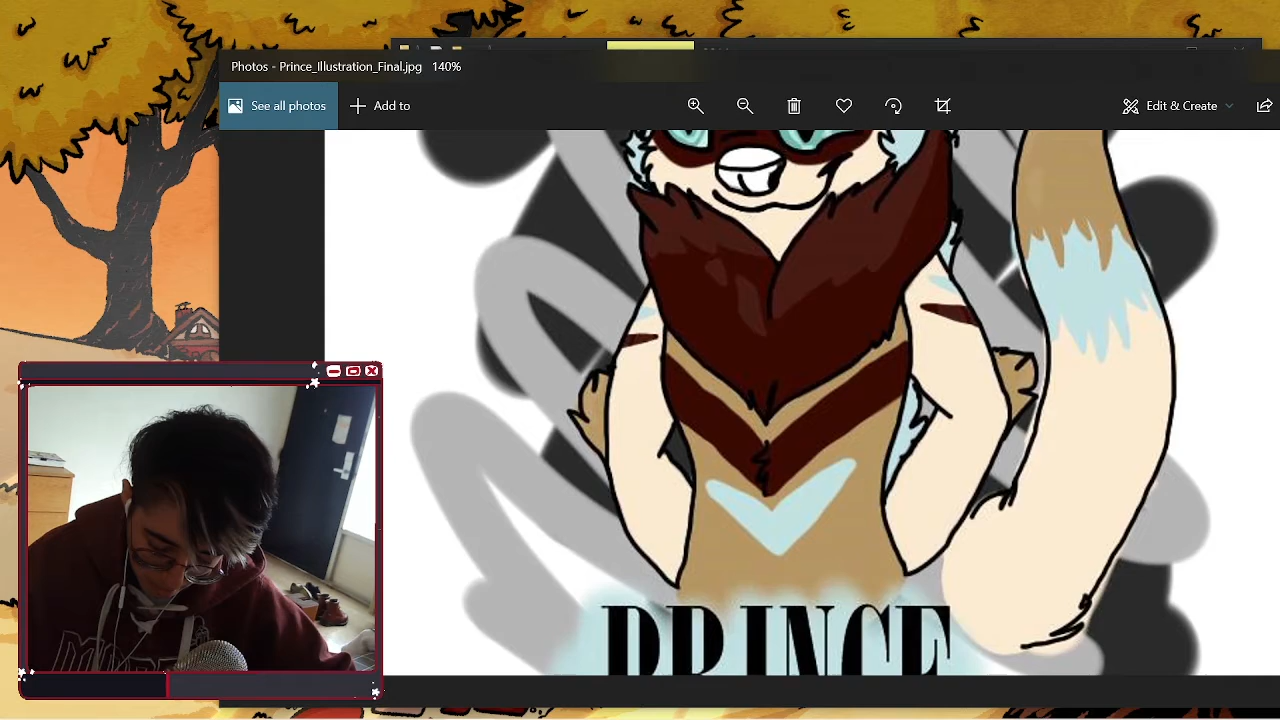 Photos - Prince_Illustration_Final.jpg 140%
See all photos
Add to
Edit & Create
PRINCE